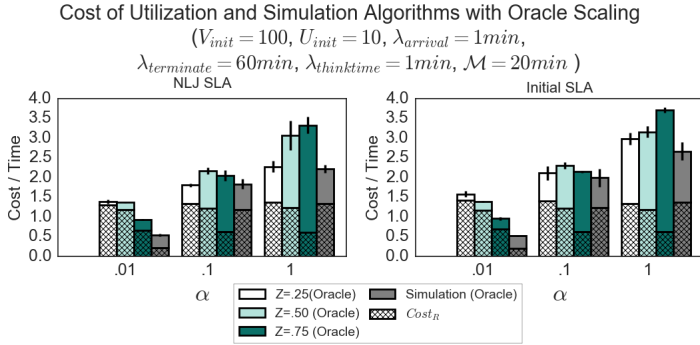 Cost of Utilization and Simulation Algorithms with Oracle Scaling
(V_init = 100, U_init = 10, λ_arrival = 1min,
λ_terminate = 60min, λ_thinktime = 1min, M = 20min )
NLJ SLA
Cost / Time
4.0
3.5
3.0
2.5
2.0
1.5
1.0
0.5
0.0
.01
.1
1
α
Initial SLA
Cost / Time
4.0
3.5
3.0
2.5
2.0
1.5
1.0
0.5
0.0
.01
.1
1
α
Z=.25(Oracle)
Z=.50 (Oracle)
Z=.75 (Oracle)
Simulation (Oracle)
Cost_R